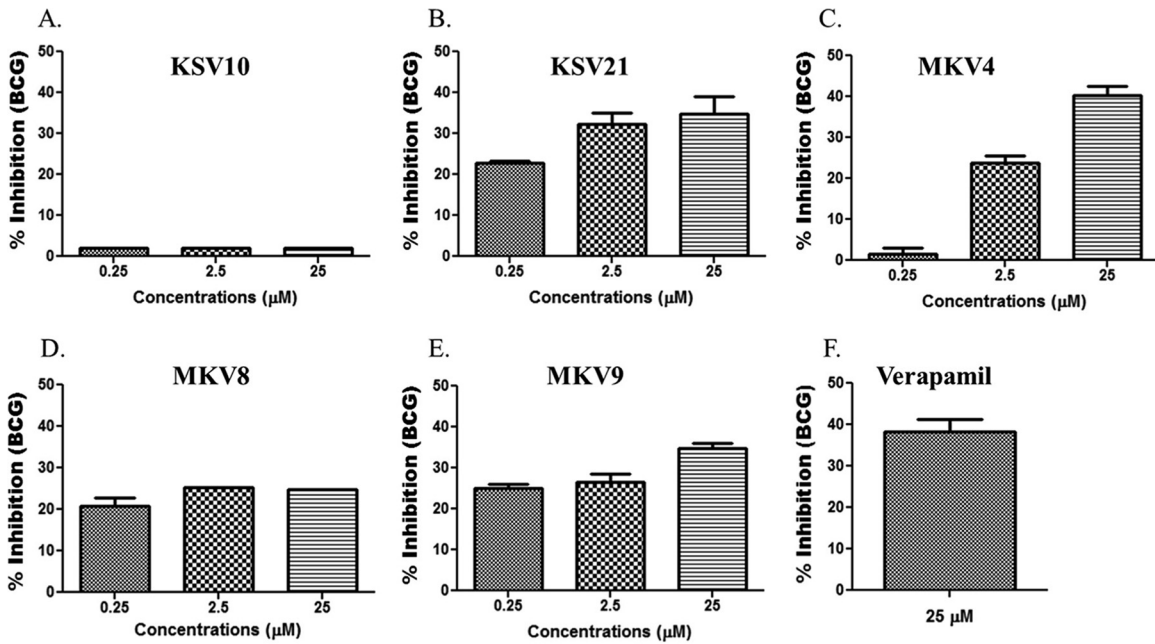 A.
KSV10
% Inhibition (BCG)
50
40
30
20
10
0
0.25 2.5 25
Concentrations (μM)
B.
KSV21
% Inhibition (BCG)
50
40
30
20
10
0
0.25 2.5 25
Concentrations (μM)
C.
MKV4
% Inhibition (BCG)
50
40
30
20
10
0
0.25 2.5 25
Concentrations (μM)
D.
MKV8
% Inhibition (BCG)
50
40
30
20
10
0
0.25 2.5 25
Concentrations (μM)
E.
MKV9
% Inhibition (BCG)
50
40
30
20
10
0
0.25 2.5 25
Concentrations (μM)
F.
Verapamil
% Inhibition (BCG)
50
40
30
20
10
0
25 μM